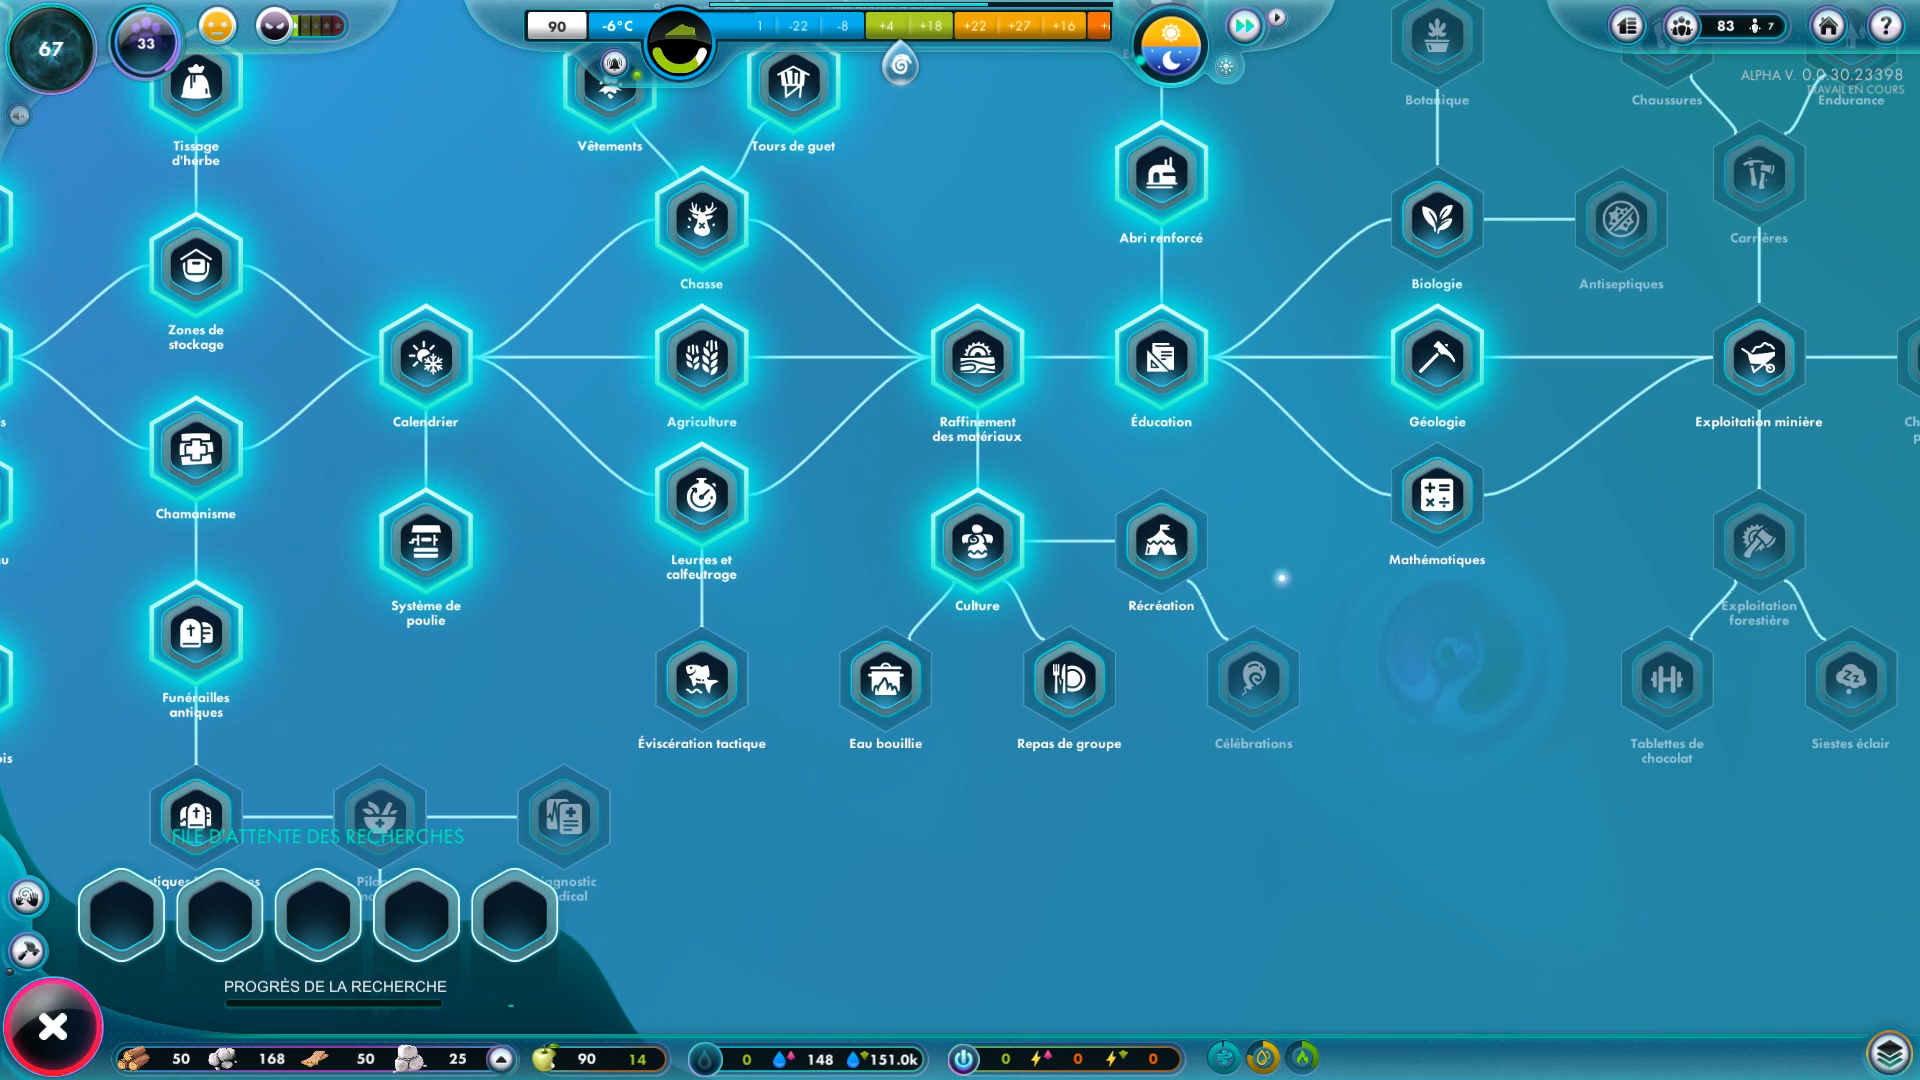 67
33
90
-6°C
1
-22
-8
+4
+18
+22
+27
+16
83
7
ALPHA V. 0.0.30.23398
TRAVAIL EN COURS
Botanique
Chaussures
Endurance
Tissage
d'herbe
Vêtements
Tours de guet
Abri renforcé
Carrières
Chasse
Biologie
Antiseptiques
Zones de
stockage
Calendrier
Agriculture
Raffinement
des matériaux
Éducation
Géologie
Exploitation minière
Chamanisme
Leurres et
calfeutrage
Mathématiques
Système de
poulie
Culture
Récréation
Exploitation
forestière
Funérailles
antiques
Éviscération tactique
Eau bouillie
Repas de groupe
Célébrations
Tablettes de
chocolat
Siestes éclair
FILE D'ATTENTE DES RECHERCHES
PROGRÈS DE LA RECHERCHE
-
50
168
50
25
90
14
0
148
151.0k
0
0
0